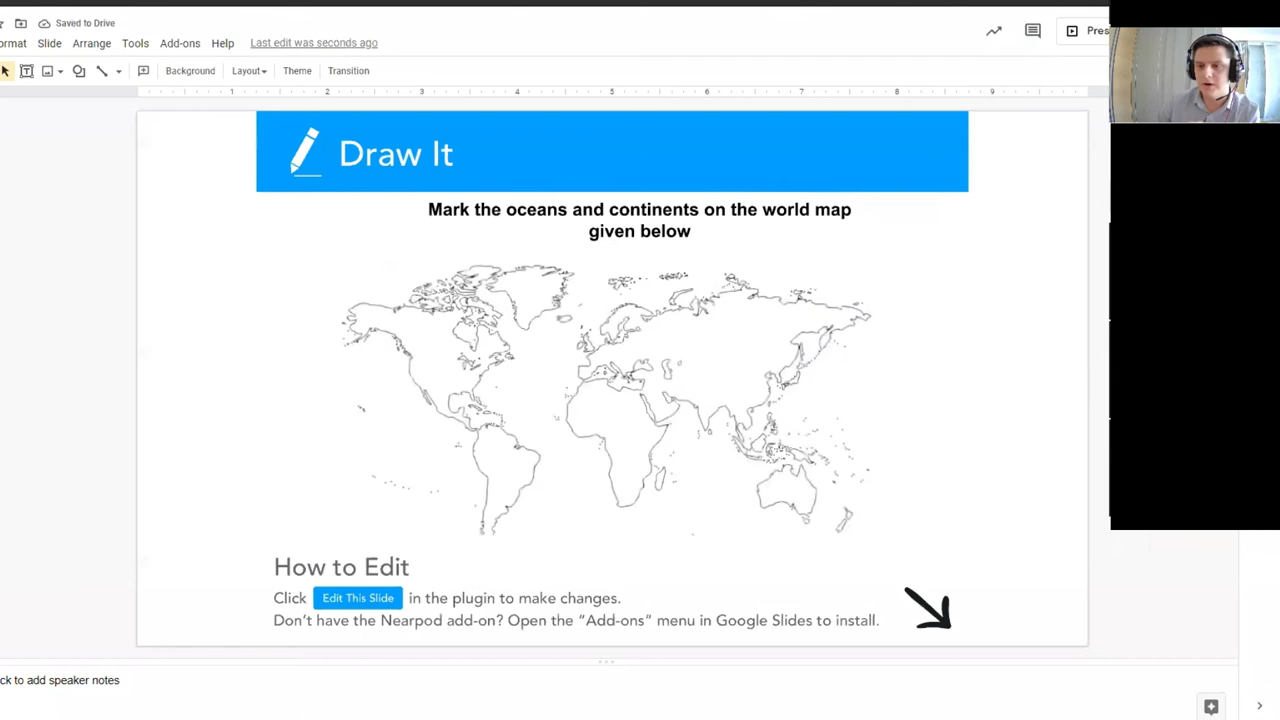 Saved to Drive
ormat Slide Arrange Tools Add-ons Help Last edit was seconds ago
Pres
Background Layout Theme Transition
1 2 3 4 5 6 7 8 9
Draw It
Mark the oceans and continents on the world map
given below
How to Edit
Click Edit This Slide in the plugin to make changes.
Don't have the Nearpod add-on? Open the “Add-ons” menu in Google Slides to install.
ck to add speaker notes